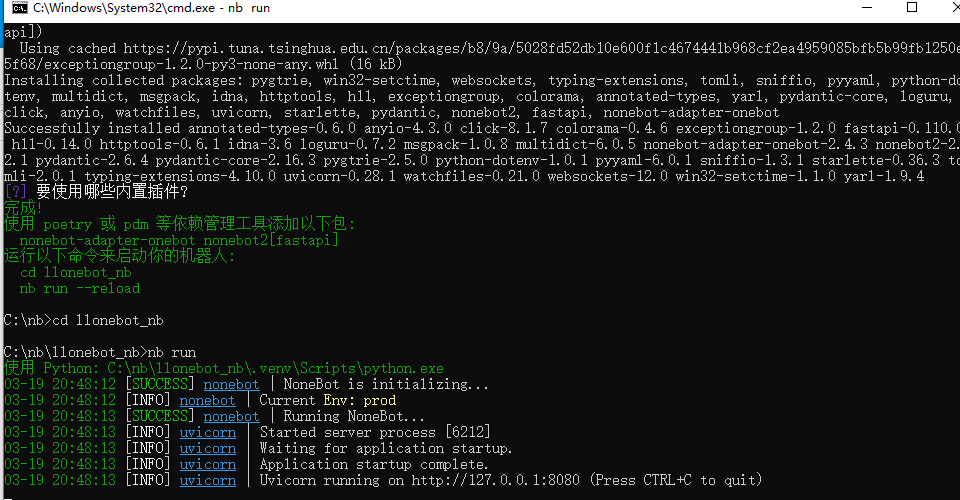 C:\Windows\System32\cmd.exe - nb  run
api])
  Using cached https://pypi.tuna.tsinghua.edu.cn/packages/b8/9a/5028fd52db10e600f1c4674441b968cf2ea4959085bfb5b99fb1250e
5f68/exceptiongroup-1.2.0-py3-none-any.whl (16 kB)
Installing collected packages: pygtrie, win32-setctime, websockets, typing-extensions, tomli, sniffio, pyyaml, python-do
tenv, multidict, msgpack, idna, httptools, h11, exceptiongroup, colorama, annotated-types, yarl, pydantic-core, loguru,
click, anyio, watchfiles, uvicorn, starlette, pydantic, nonebot2, fastapi, nonebot-adapter-onebot
Successfully installed annotated-types-0.6.0 anyio-4.3.0 click-8.1.7 colorama-0.4.6 exceptiongroup-1.2.0 fastapi-0.110.0
 h11-0.14.0 httptools-0.6.1 idna-3.6 loguru-0.7.2 msgpack-1.0.8 multidict-6.0.5 nonebot-adapter-onebot-2.4.3 nonebot2-2.
2.1 pydantic-2.6.4 pydantic-core-2.16.3 pygtrie-2.5.0 python-dotenv-1.0.1 pyyaml-6.0.1 sniffio-1.3.1 starlette-0.36.3 to
mli-2.0.1 typing-extensions-4.10.0 uvicorn-0.28.1 watchfiles-0.21.0 websockets-12.0 win32-setctime-1.1.0 yarl-1.9.4
[?] 要使用哪些内置插件?
完成!
使用 poetry 或 pdm 等依赖管理工具添加以下包:
  nonebot-adapter-onebot nonebot2[fastapi]
运行以下命令来启动你的机器人:
  cd llonebot_nb
  nb run --reload
C:\nb>cd llonebot_nb
C:\nb\llonebot_nb>nb run
使用 Python: C:\nb\llonebot_nb\.venv\Scripts\python.exe
03-19 20:48:12 [SUCCESS] nonebot | NoneBot is initializing...
03-19 20:48:12 [INFO] nonebot | Current Env: prod
03-19 20:48:13 [SUCCESS] nonebot | Running NoneBot...
03-19 20:48:13 [INFO] uvicorn | Started server process [6212]
03-19 20:48:13 [INFO] uvicorn | Waiting for application startup.
03-19 20:48:13 [INFO] uvicorn | Application startup complete.
03-19 20:48:13 [INFO] uvicorn | Uvicorn running on http://127.0.0.1:8080 (Press CTRL+C to quit)